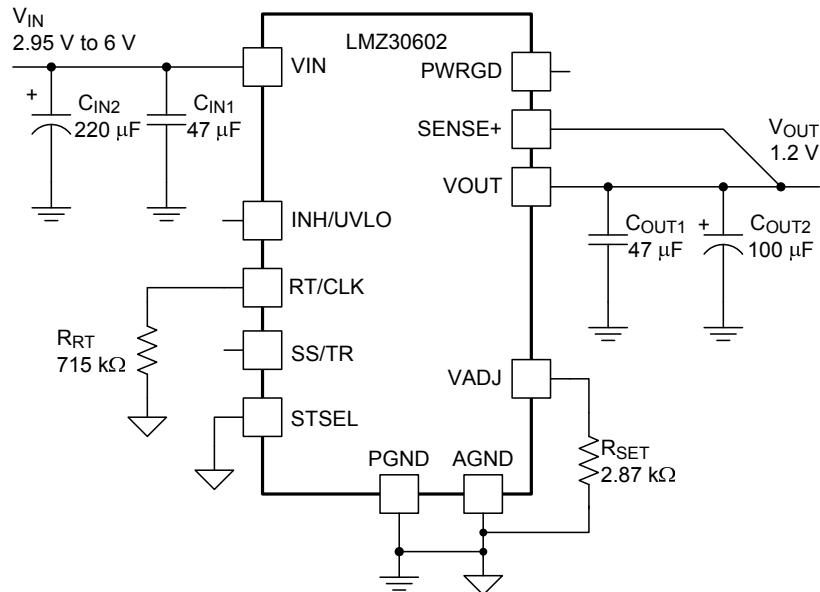 VIN
2.95 V to 6 V
LMZ30602
VIN
PWRGD
+
CIN2
220 μF
CIN1
47 μF
SENSE+
VOUT
1.2 V
VOUT
INH/UVLO
COUT1
47 μF
+
COUT2
100 μF
RT/CLK
RRT
715 kΩ
SS/TR
VADJ
STSEL
PGND
AGND
RSET
2.87 kΩ